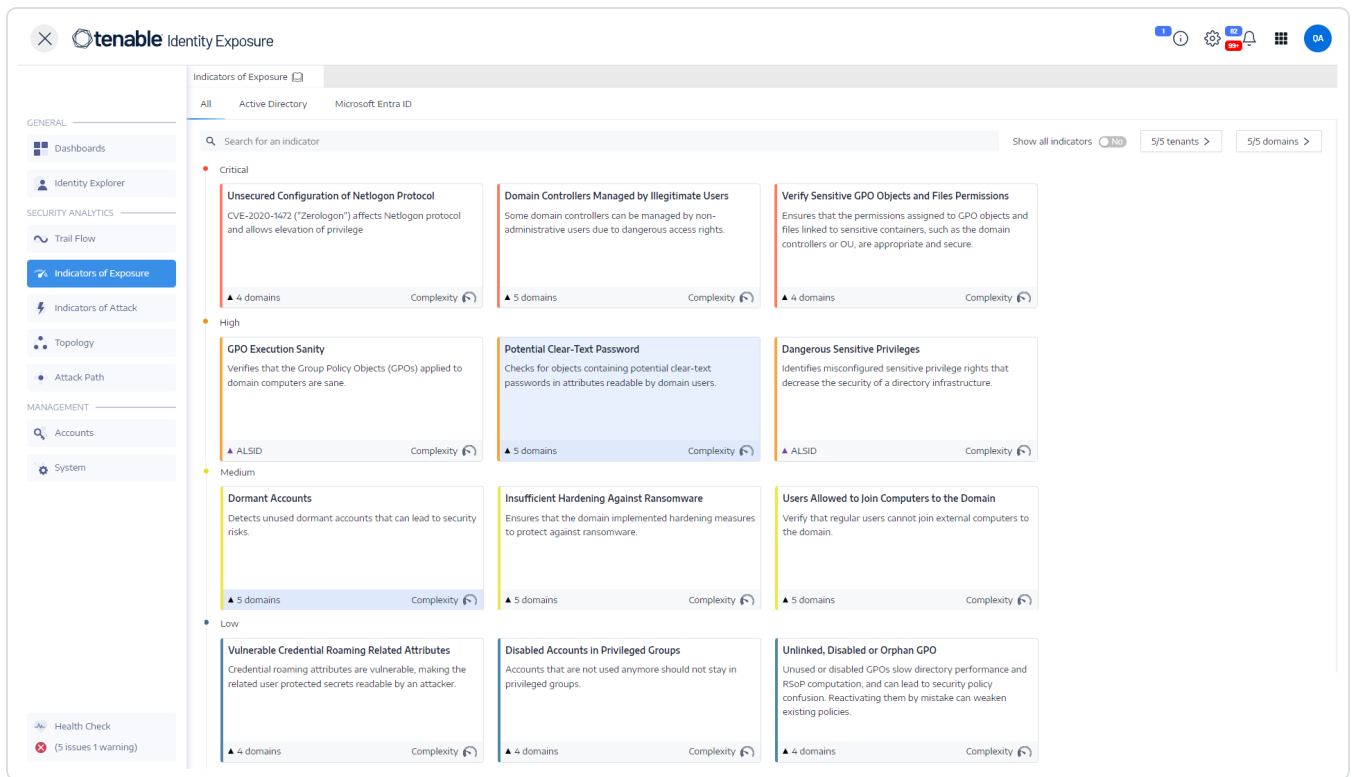 tenable Identity Exposure
1
82
99+
QA
Indicators of Exposure
All Active Directory Microsoft Entra ID
GENERAL
Dashboards
Identity Explorer
SECURITY ANALYTICS
Trail Flow
Indicators of Exposure
Indicators of Attack
Topology
Attack Path
MANAGEMENT
Accounts
System
Health Check
(5 issues 1 warning)
Search for an indicator
Show all indicators No
5/5 tenants
5/5 domains
Critical
Unsecured Configuration of Netlogon Protocol
CVE-2020-1472 ("Zerologon") affects Netlogon protocol
and allows elevation of privilege
4 domains Complexity
Domain Controllers Managed by Illegitimate Users
Some domain controllers can be managed by non-
administrative users due to dangerous access rights.
5 domains Complexity
Verify Sensitive GPO Objects and Files Permissions
Ensures that the permissions assigned to GPO objects and
files linked to sensitive containers, such as the domain
controllers or OU, are appropriate and secure.
4 domains Complexity
High
GPO Execution Sanity
Verifies that the Group Policy Objects (GPOs) applied to
domain computers are sane.
ALSID Complexity
Potential Clear-Text Password
Checks for objects containing potential clear-text
passwords in attributes readable by domain users.
5 domains Complexity
Dangerous Sensitive Privileges
Identifies misconfigured sensitive privilege rights that
decrease the security of a directory infrastructure.
ALSID Complexity
Medium
Dormant Accounts
Detects unused dormant accounts that can lead to security
risks.
5 domains Complexity
Insufficient Hardening Against Ransomware
Ensures that the domain implemented hardening measures
to protect against ransomware.
5 domains Complexity
Users Allowed to Join Computers to the Domain
Verify that regular users cannot join external computers to
the domain.
5 domains Complexity
Low
Vulnerable Credential Roaming Related Attributes
Credential roaming attributes are vulnerable, making the
related user protected secrets readable by an attacker.
4 domains Complexity
Disabled Accounts in Privileged Groups
Accounts that are not used anymore should not stay in
privileged groups.
4 domains Complexity
Unlinked, Disabled or Orphan GPO
Unused or disabled GPOs slow directory performance and
RSoP computation, and can lead to security policy
confusion. Reactivating them by mistake can weaken
existing policies.
4 domains Complexity